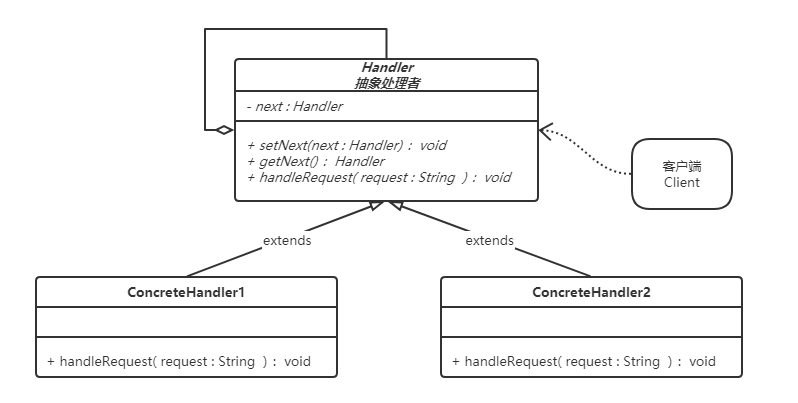 Handler
抽象处理者
- next : Handler
+ setNext(next : Handler) : void
+ getNext() : Handler
+ handleRequest( request : String ) : void
客户端
Client
extends
extends
ConcreteHandler1
+ handleRequest( request : String ) : void
ConcreteHandler2
+ handleRequest( request : String ) : void